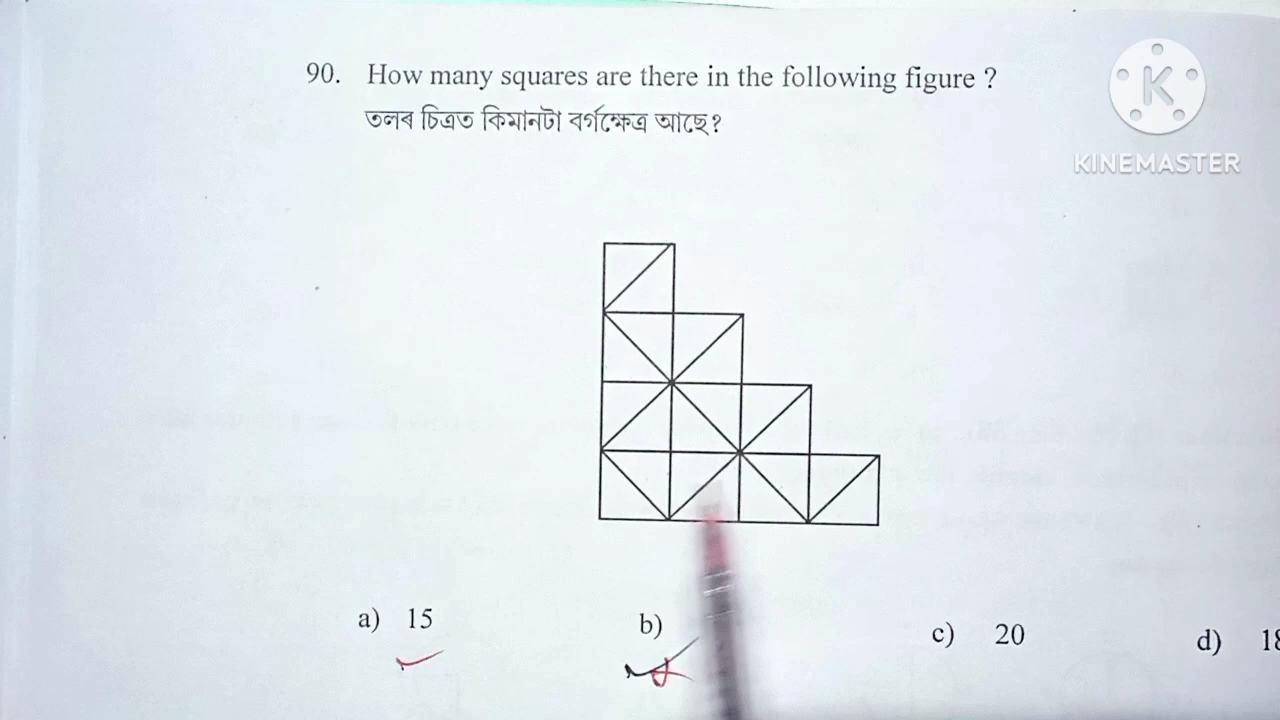 90. How many squares are there in the following figure ?
তলৰ চিত্ৰত কিমানটা বৰ্গক্ষেত্ৰ আছে?
K
KINEMASTER
a) 15 b) c) 20 d)